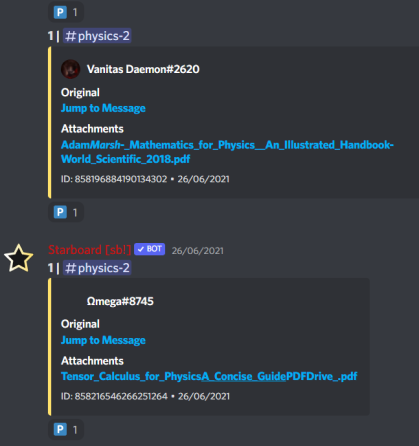 P 1
1 | #physics-2
Vanitas Daemon#2620
Original
Jump to Message
Attachments
AdamMarsh-_Mathematics_for_Physics__An_Illustrated_Handbook-
World_Scientific_2018.pdf
ID: 858196884190134302 • 26/06/2021
P 1
Starboard [sb!] ✓ BOT 26/06/2021
1 | #physics-2
Ωmega#8745
Original
Jump to Message
Attachments
Tensor_Calculus_for_PhysicsA_Concise_GuidePDFDrive_.pdf
ID: 858216546266251264 • 26/06/2021
P 1